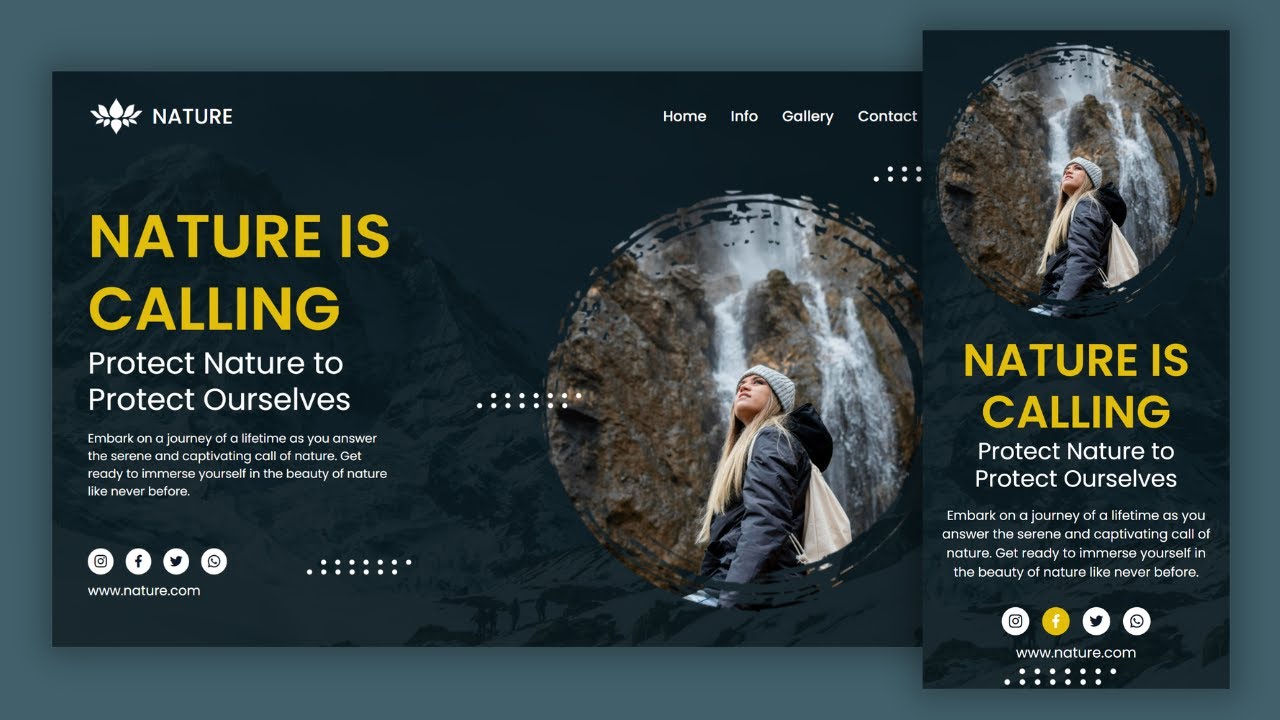 NATURE
Home Info Gallery Contact
NATURE IS
CALLING
Protect Nature to
Protect Ourselves
Embark on a journey of a lifetime as you answer
the serene and captivating call of nature. Get
ready to immerse yourself in the beauty of nature
like never before.
www.nature.com
NATURE IS
CALLING
Protect Nature to
Protect Ourselves
Embark on a journey of a lifetime as you
answer the serene and captivating call of
nature. Get ready to immerse yourself in
the beauty of nature like never before.
www.nature.com